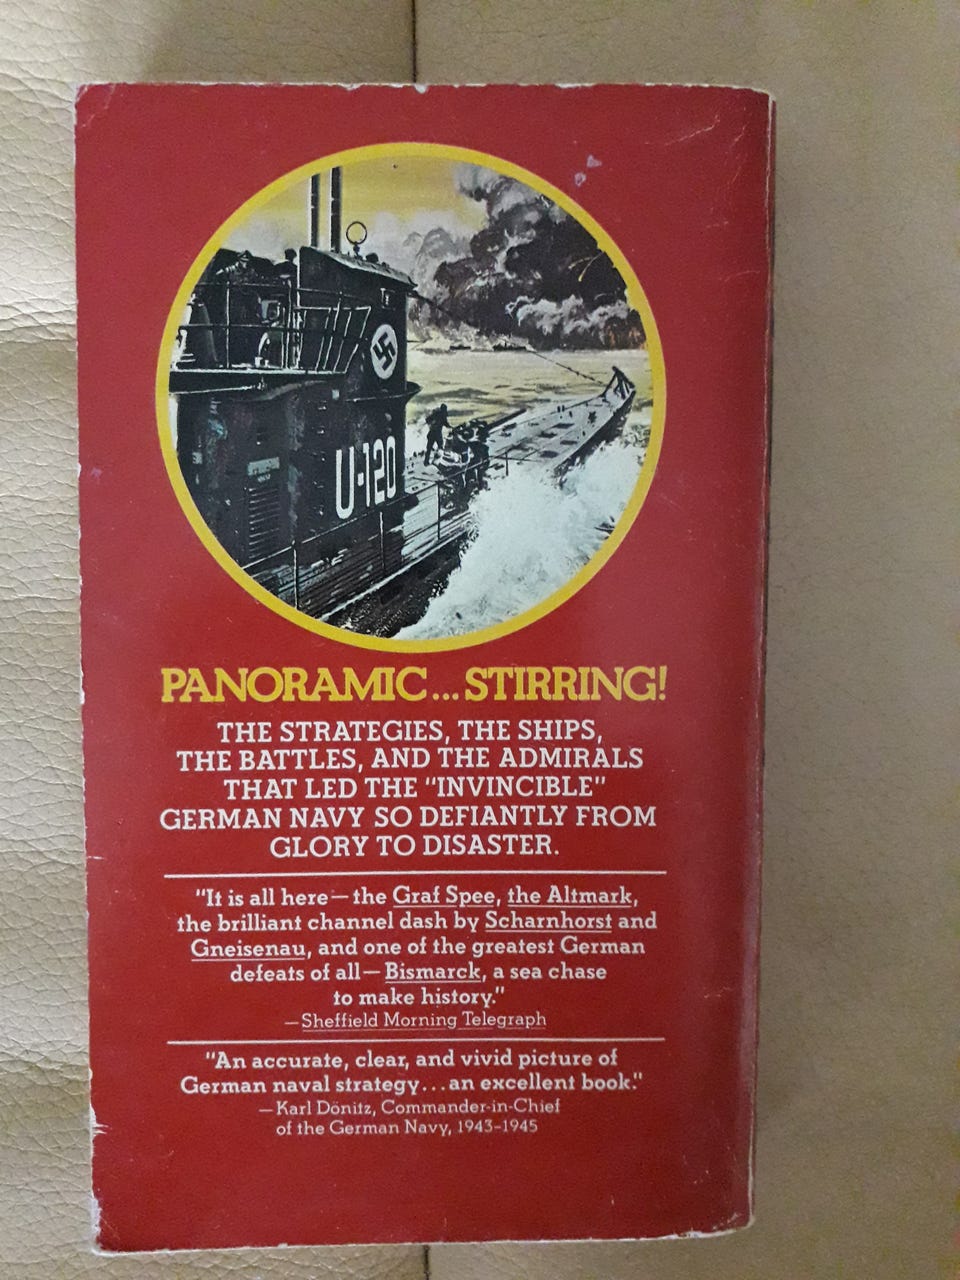 U-120
PANORAMIC...STIRRING!
THE STRATEGIES, THE SHIPS,
THE BATTLES, AND THE ADMIRALS
THAT LED THE "INVINCIBLE"
GERMAN NAVY SO DEFIANTLY FROM
GLORY TO DISASTER.
"It is all here—the Graf Spee, the Altmark,
the brilliant channel dash by Scharnhorst and
Gneisenau, and one of the greatest German
defeats of all—Bismarck, a sea chase
to make history."
—Sheffield Morning Telegraph
"An accurate, clear, and vivid picture of
German naval strategy...an excellent book."
—Karl Dönitz, Commander-in-Chief
of the German Navy, 1943-1945